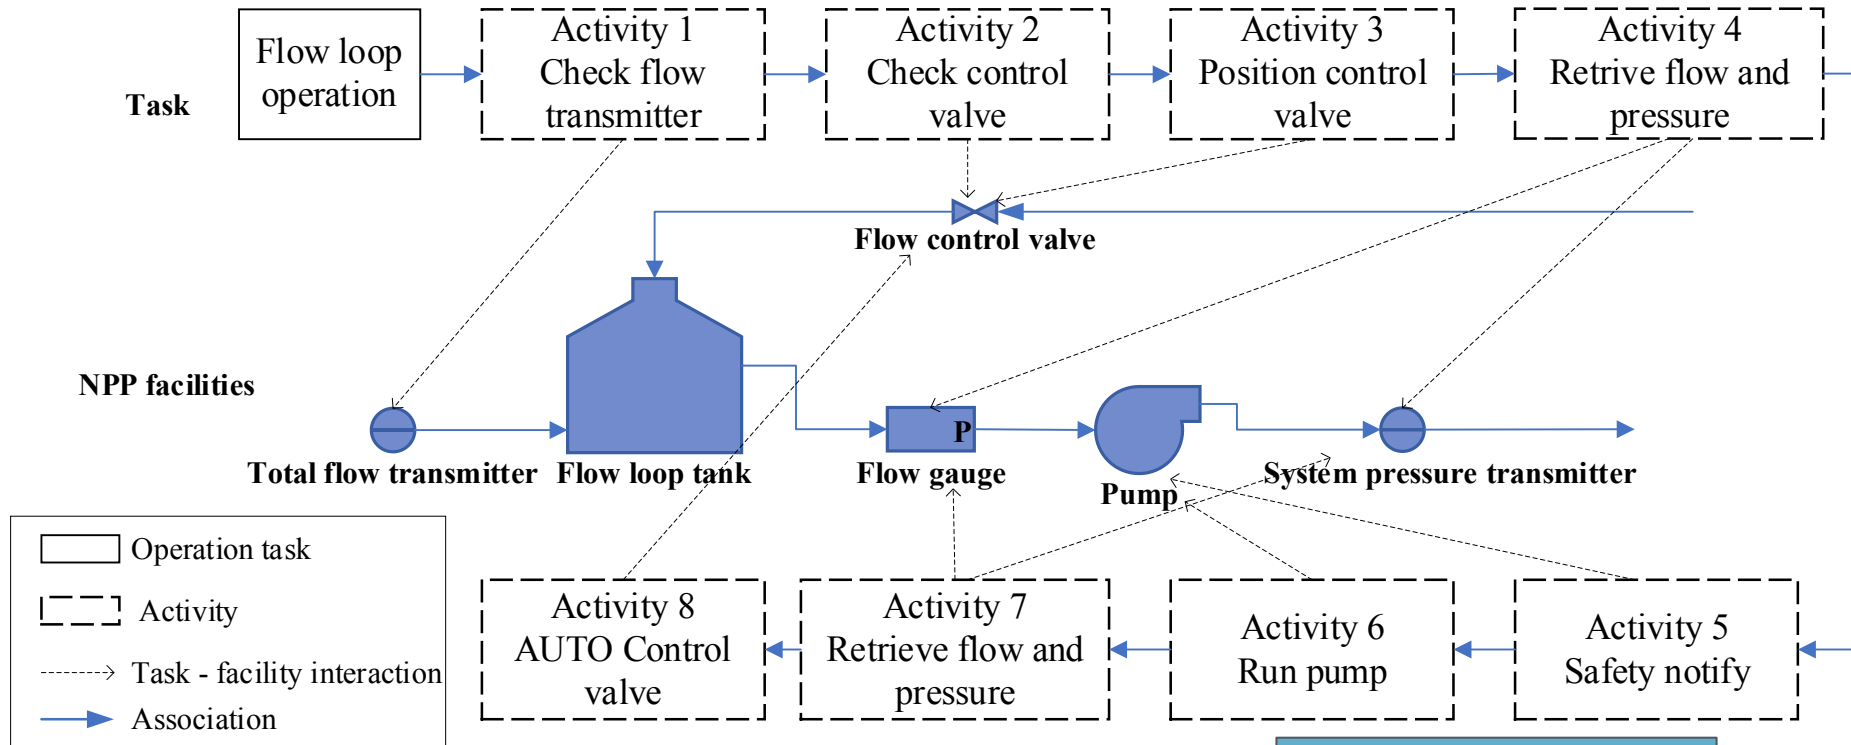 Flow loop
operation
Activity 1
Check flow
transmitter
Activity 2
Check control
valve
Activity 3
Position control
valve
Activity 4
Retrive flow and
pressure
Task
Flow control valve
NPP facilities
P
Total flow transmitter
Flow loop tank
Flow gauge
Pump
System pressure transmitter
Operation task
Activity
Task - facility interaction
Association
Activity 8
AUTO Control
valve
Activity 7
Retrieve flow and
pressure
Activity 6
Run pump
Activity 5
Safety notify